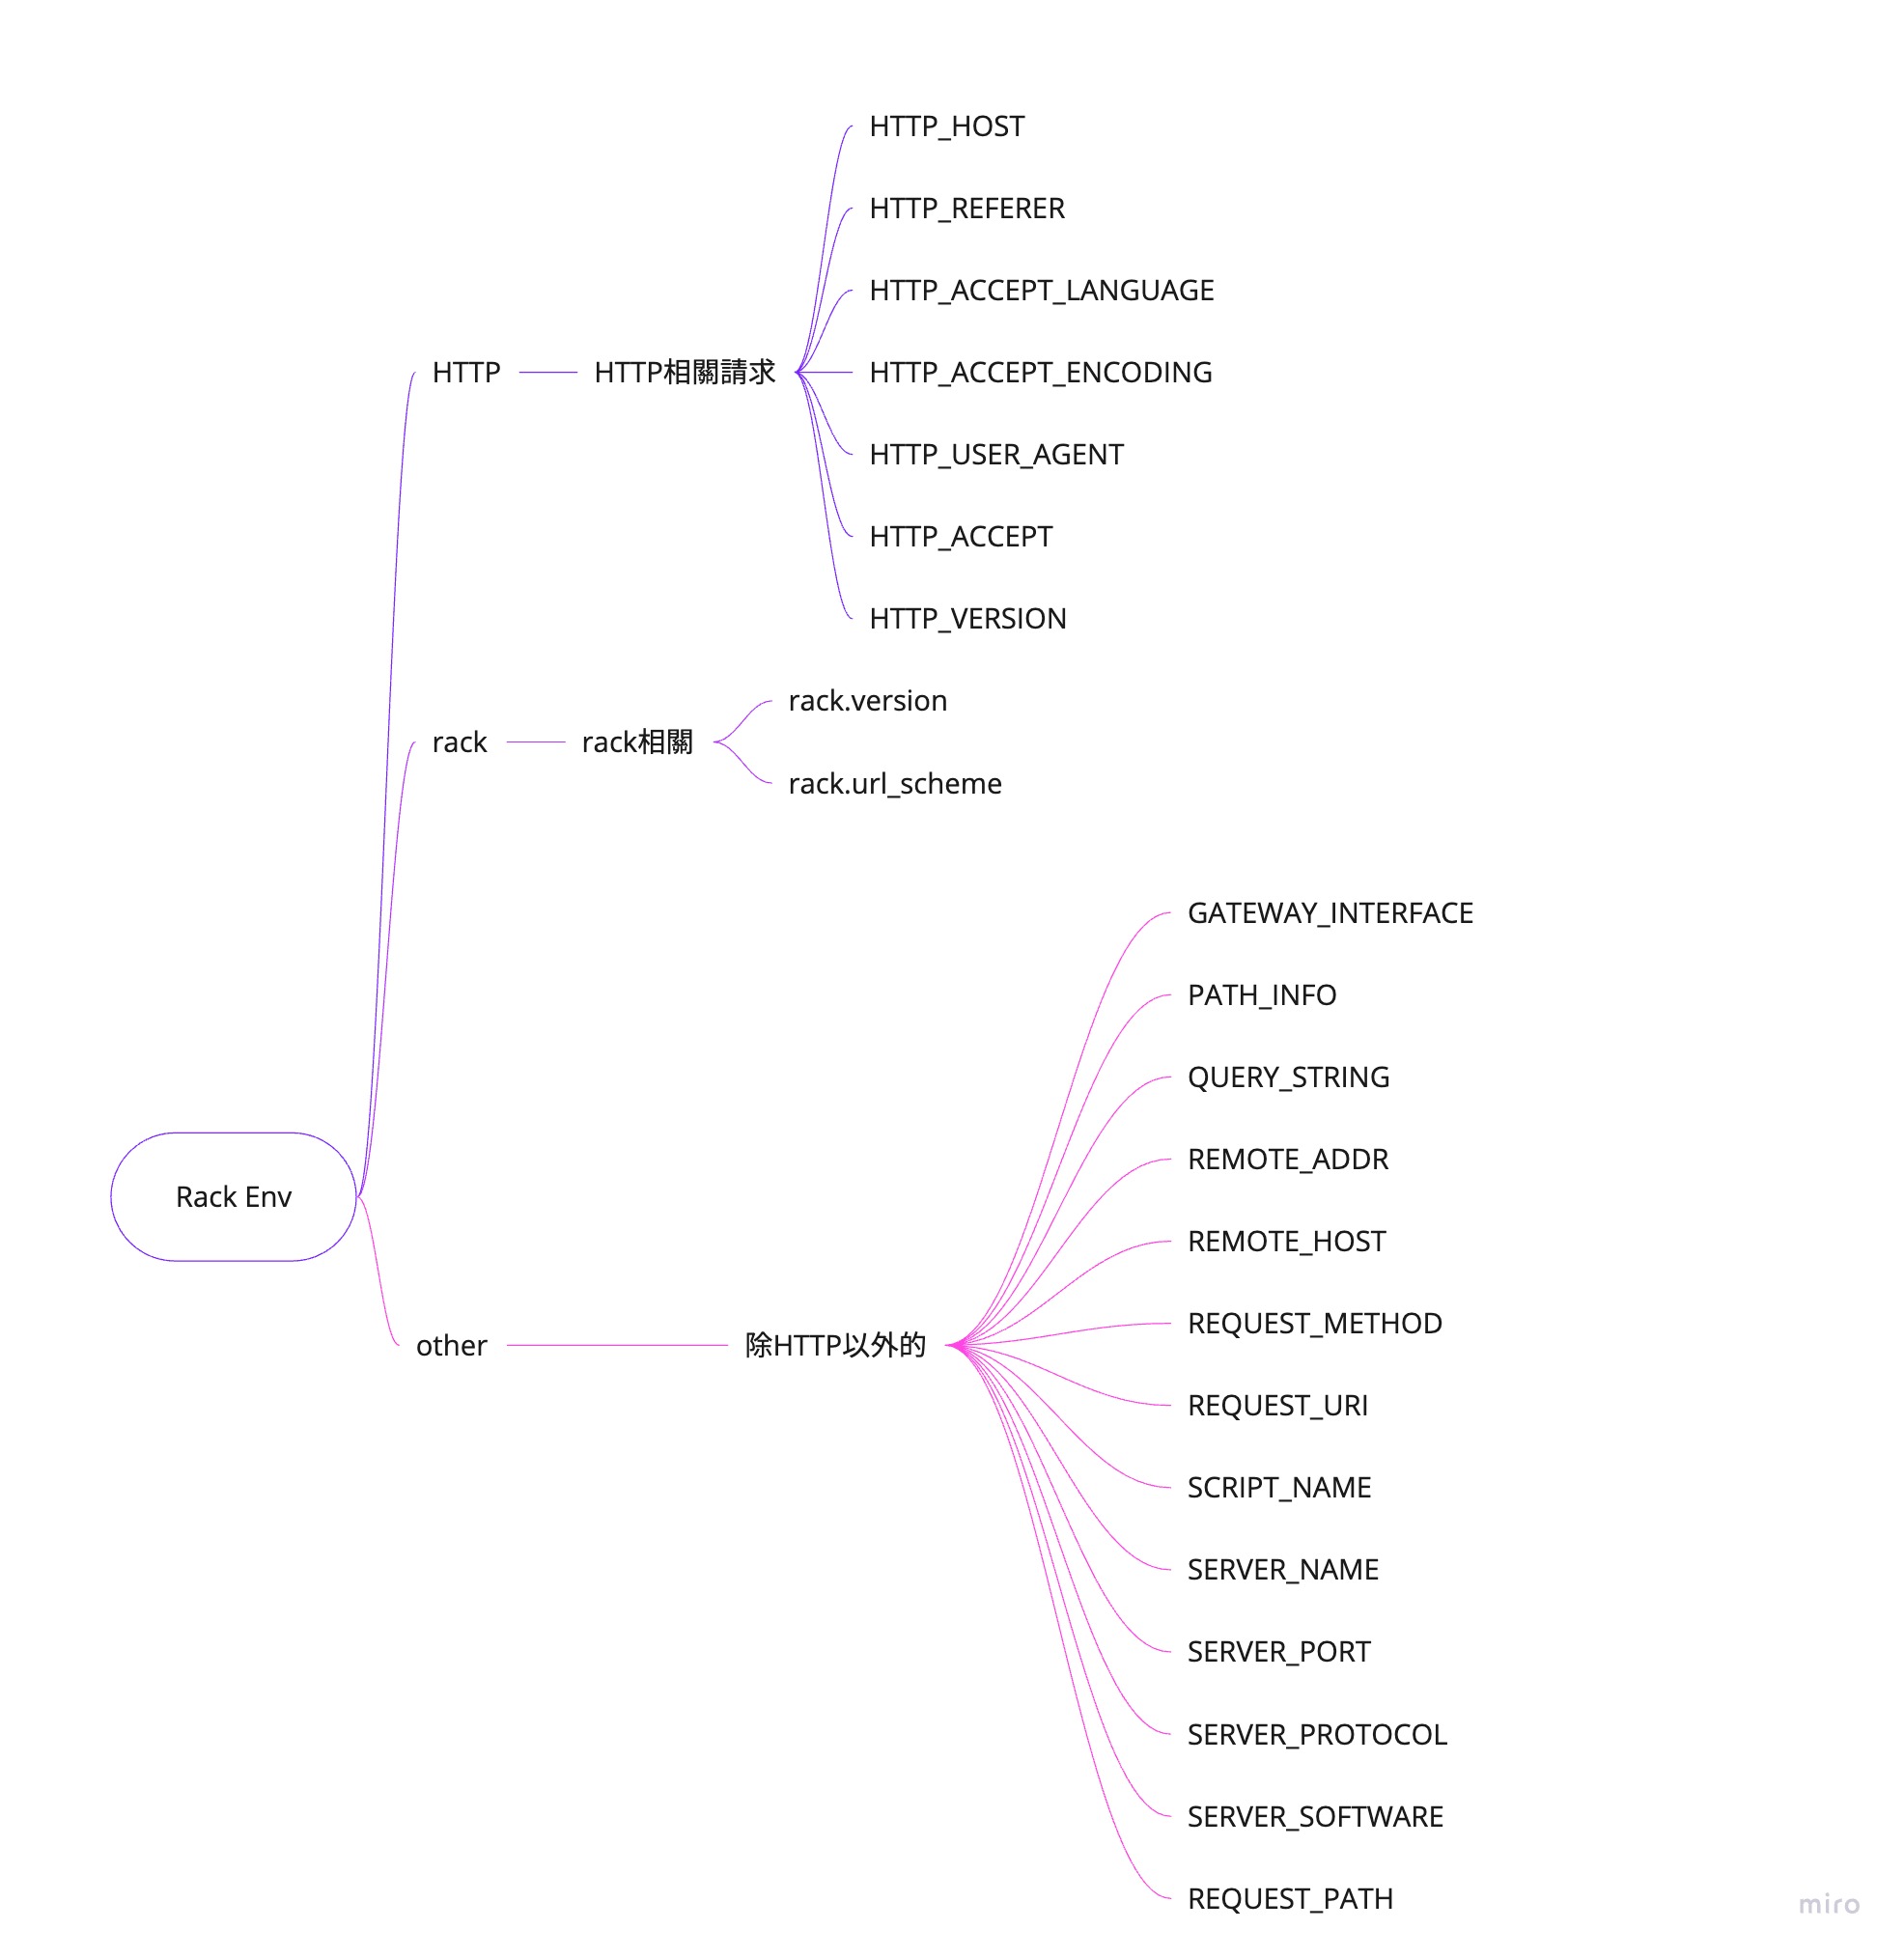 HTTP_HOST
HTTP_REFERER
HTTP_ACCEPT_LANGUAGE
HTTP HTTP相關請求 HTTP_ACCEPT_ENCODING
HTTP_USER_AGENT
HTTP_ACCEPT
HTTP_VERSION
rack.version
rack rack相關
rack.url_scheme
GATEWAY_INTERFACE
PATH_INFO
QUERY_STRING
REMOTE_ADDR
Rack Env
REMOTE_HOST
REQUEST_METHOD
other 除HTTP以外的
REQUEST_URI
SCRIPT_NAME
SERVER_NAME
SERVER_PORT
SERVER_PROTOCOL
SERVER_SOFTWARE
REQUEST_PATH
miro